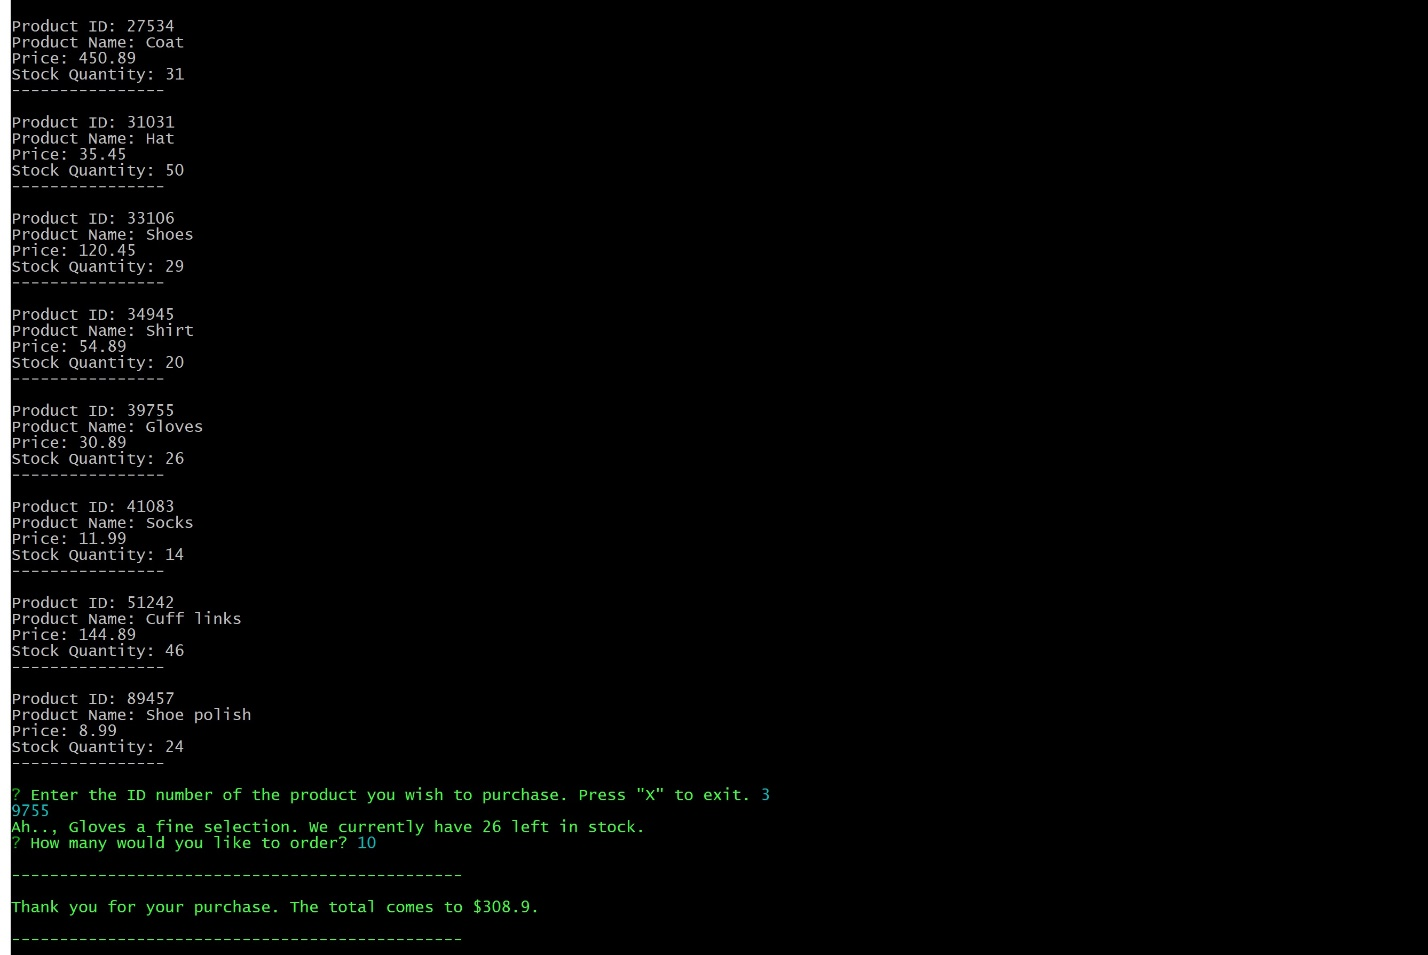 Product ID: 27534
Product Name: Coat
Price: 450.89
Stock Quantity: 31
----------------
Product ID: 31031
Product Name: Hat
Price: 35.45
Stock Quantity: 50
----------------
Product ID: 33106
Product Name: Shoes
Price: 120.45
Stock Quantity: 29
----------------
Product ID: 34945
Product Name: Shirt
Price: 54.89
Stock Quantity: 20
----------------
Product ID: 39755
Product Name: Gloves
Price: 30.89
Stock Quantity: 26
----------------
Product ID: 41083
Product Name: Socks
Price: 11.99
Stock Quantity: 14
----------------
Product ID: 51242
Product Name: Cuff links
Price: 144.89
Stock Quantity: 46
----------------
Product ID: 89457
Product Name: Shoe polish
Price: 8.99
Stock Quantity: 24
----------------
? Enter the ID number of the product you wish to purchase. Press "X" to exit. 3
9755
Ah.., Gloves a fine selection. We currently have 26 left in stock.
? How many would you like to order? 10
-----------------------------------------------
Thank you for your purchase. The total comes to $308.9.
-----------------------------------------------